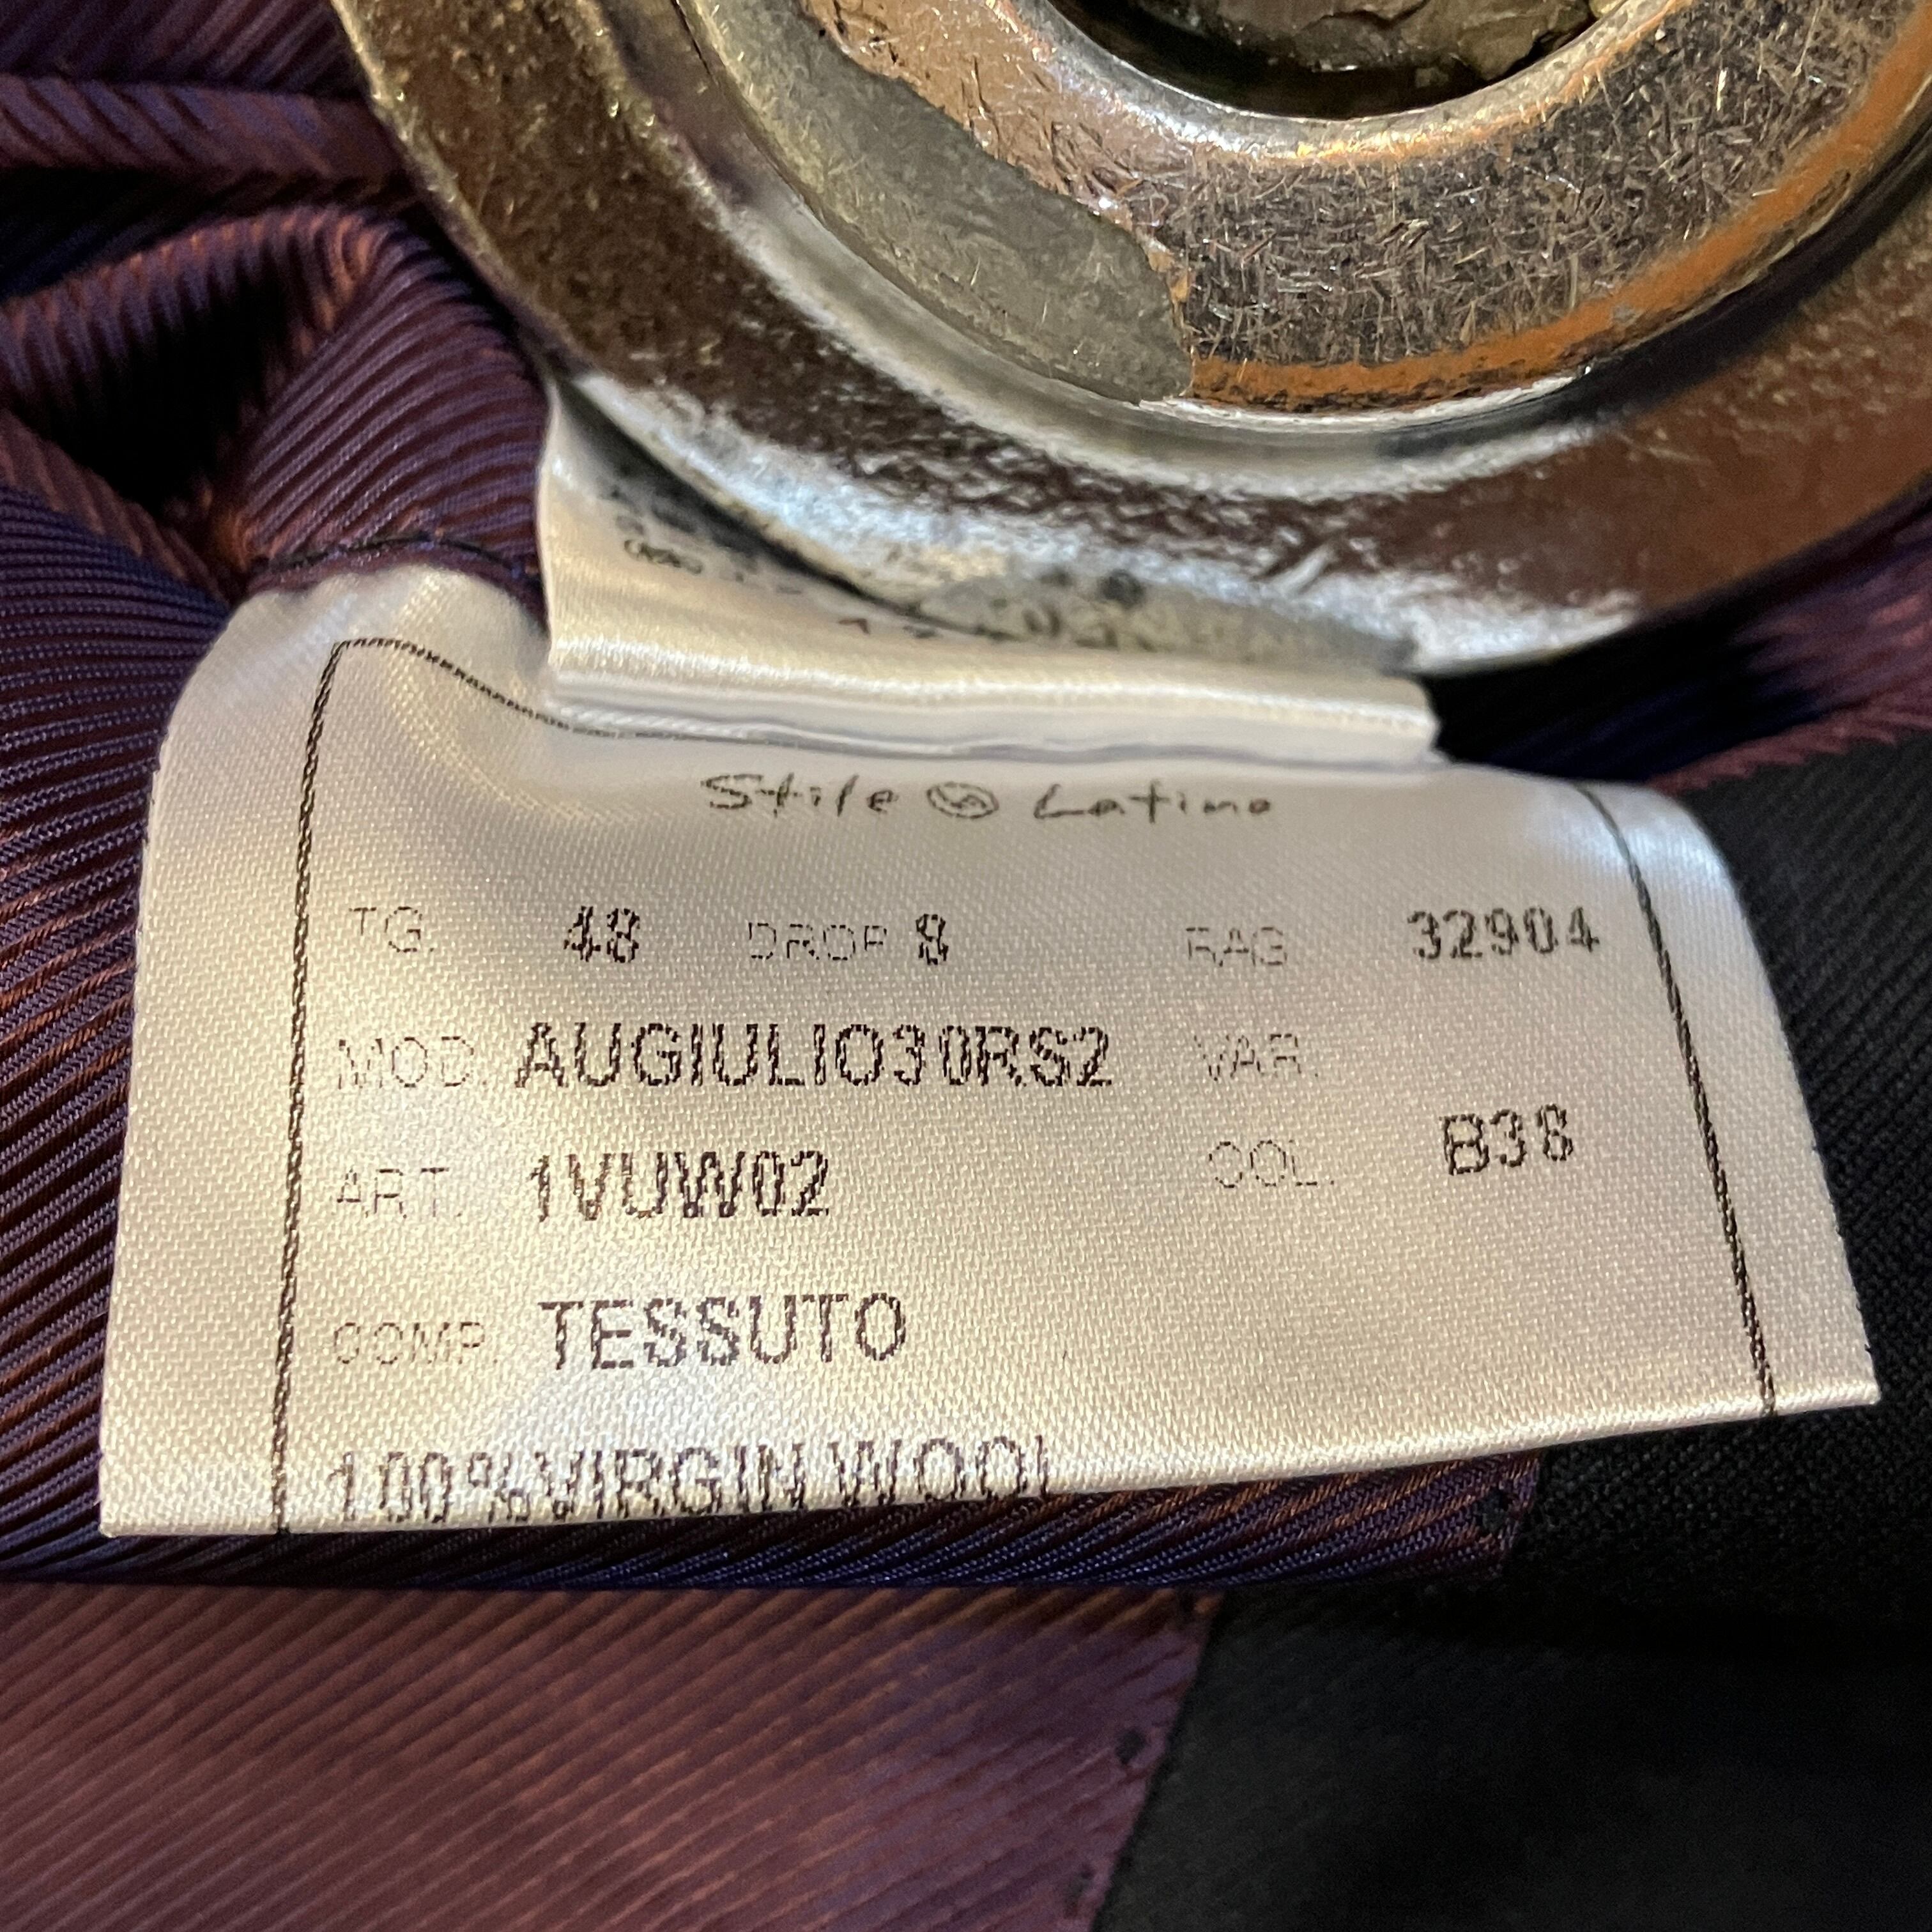 Stile Latino
TG. 48 DROP 8 RAG. 32904
MOD. AUGIULIO30RS2 VAR.
ART. 1VUW02 COL. B38
COMP. TESSUTO
100%VIRGIN WOOL